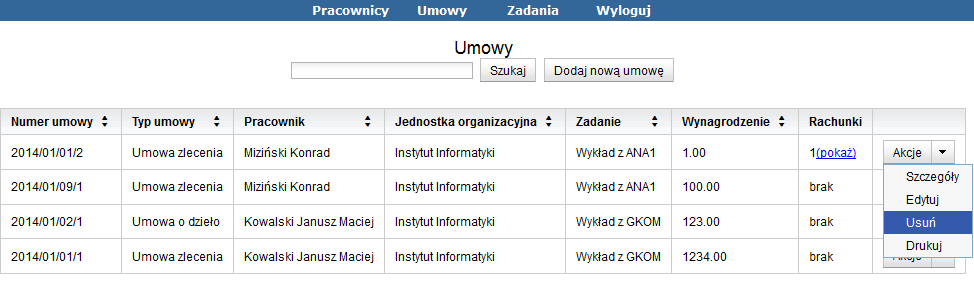 Pracownicy Umowy Zadania Wyloguj
Umowy
Szukaj Dodaj nową umowę
Numer umowy Typ umowy Pracownik Jednostka organizacyjna Zadanie Wynagrodzenie Rachunki
2014/01/01/2 Umowa zlecenia Miziński Konrad Instytut Informatyki Wykład z ANA1 1.00 1(pokaż) Akcje
Szczegóły
2014/01/09/1 Umowa zlecenia Miziński Konrad Instytut Informatyki Wykład z ANA1 100.00 brak
Edytuj
2014/01/02/1 Umowa o dzieło Kowalski Janusz Maciej Instytut Informatyki Wykład z GKOM 123.00 brak Usuń
Drukuj
2014/01/01/1 Umowa zlecenia Kowalski Janusz Maciej Instytut Informatyki Wykład z GKOM 1234.00 brak Akcje